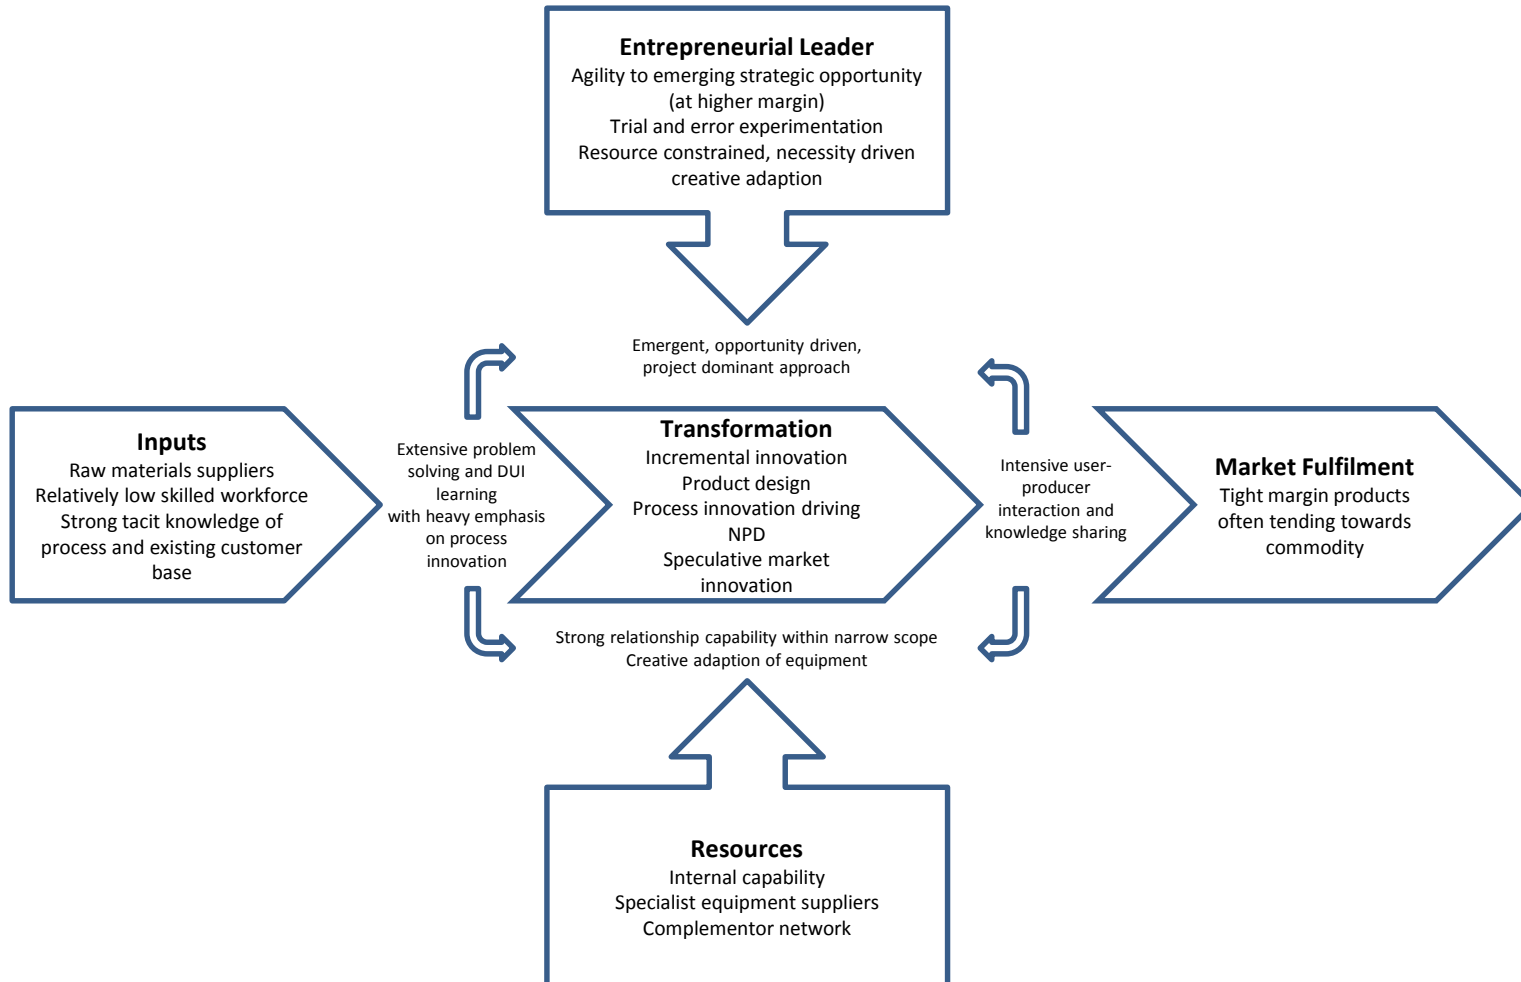 Entrepreneurial Leader
Agility to emerging strategic opportunity
(at higher margin)
Trial and error experimentation
Resource constrained, necessity driven
creative adaption
Emergent, opportunity driven,
project dominant approach
Inputs
Raw materials suppliers
Relatively low skilled workforce
Strong tacit knowledge of
process and existing customer
base
Extensive problem
solving and DUI
learning
with heavy emphasis
on process
innovation
Transformation
Incremental innovation
Product design
Process innovation driving
NPD
Speculative market
innovation
Intensive user-
producer
interaction and
knowledge sharing
Market Fulfilment
Tight margin products
often tending towards
commodity
Strong relationship capability within narrow scope
Creative adaption of equipment
Resources
Internal capability
Specialist equipment suppliers
Complementor network